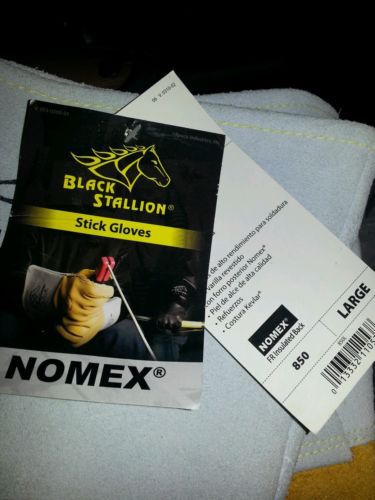 BLACK
STALLION®
Stick Gloves
NOMEX®
de alto rendimiento para soldadura
varilla revestido
on forro posterior Nomex®
• Piel de alce de alta calidad
• Refuerzos
• Costura Kevlar®
NOMEX®
FR Insulated Back
850
LARGE